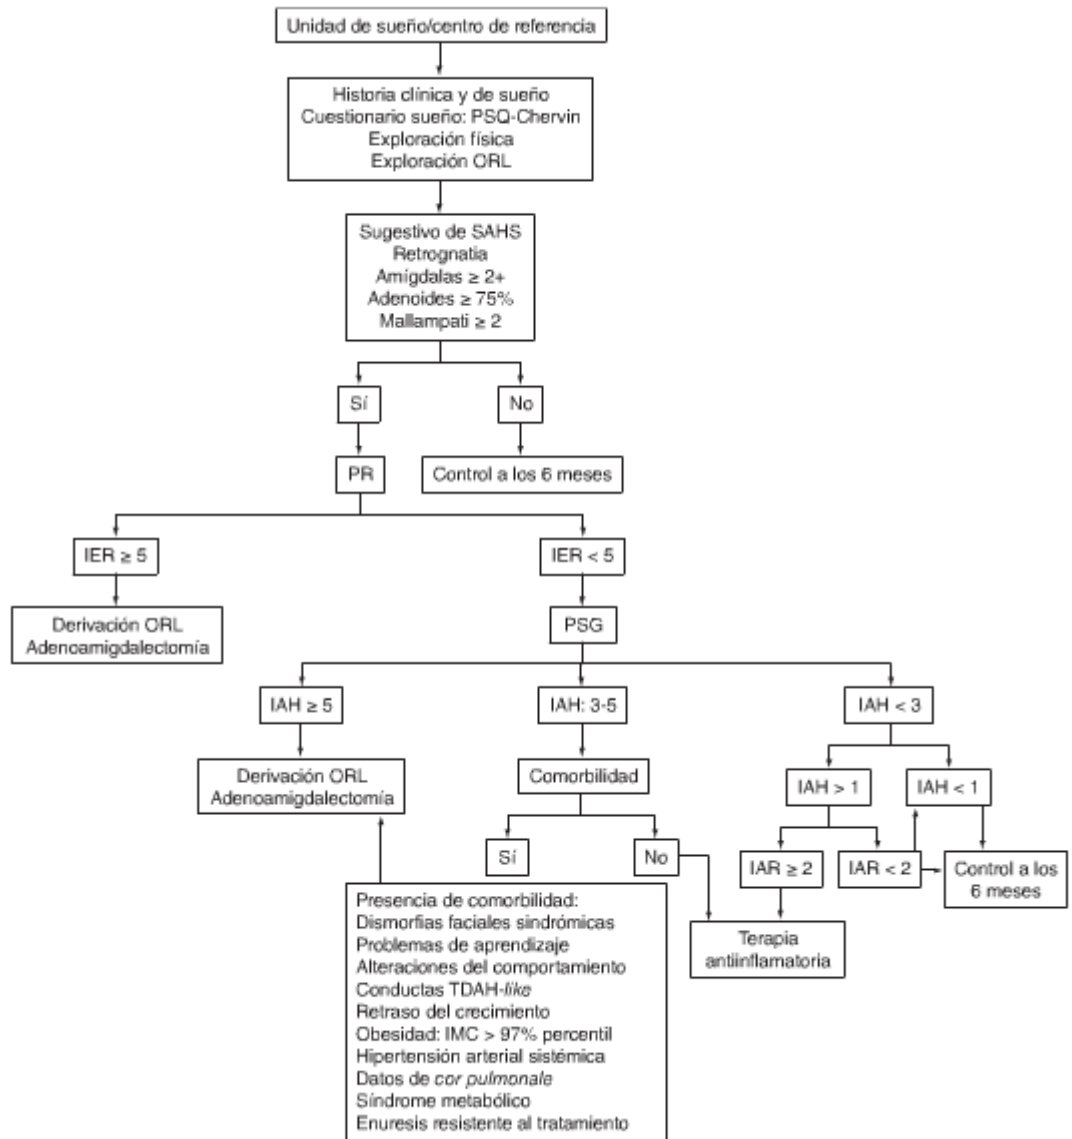 Unidad de sueño/centro de referencia
Historia clínica y de sueño
Cuestionario sueño: PSQ-Chervin
Exploración física
Exploración ORL
Sugestivo de SAHS
Retrognatia
Amígdalas ≥ 2+
Adenoides ≥ 75%
Mallampati ≥ 2
Sí
No
PR
Control a los 6 meses
IER ≥ 5
IER < 5
Derivación ORL
Adenoamigdalectomía
PSG
IAH ≥ 5
IAH: 3-5
IAH < 3
Derivación ORL
Adenoamigdalectomía
Comorbilidad
IAH > 1
IAH < 1
Sí
No
IAR ≥ 2
IAR < 2
Control a los
6 meses
Presencia de comorbilidad:
Dismorfias faciales sindrómicas
Problemas de aprendizaje
Alteraciones del comportamiento
Conductas TDAH-like
Retraso del crecimiento
Obesidad: IMC > 97% percentil
Hipertensión arterial sistémica
Datos de cor pulmonale
Síndrome metabólico
Enuresis resistente al tratamiento
Terapia
antiinflamatoria